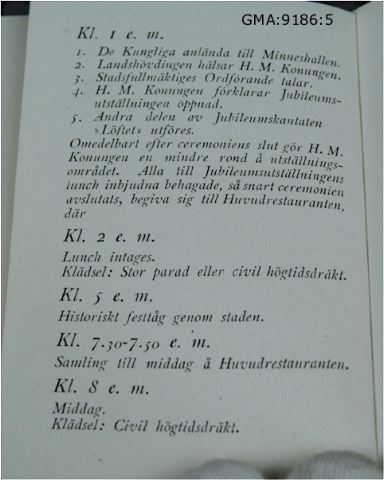 GMA:9186:5
Kl. 1 e. m.
1. De Kungliga anlända till Minneshallen.
2. Landshövdingen hälsar H. M. Konungen.
3. Stadsfullmäktiges Ordförande talar.
4. H. M. Konungen förklarar Jubileums-
utställningen öppnad.
5. Andra delen av Jubileumskantaten
»Löftet» utföres.
Omedelbart efter ceremoniens slut gör H. M.
Konungen en mindre rond å utställnings-
området. Alla till Jubileumsutställningens
lunch inbjudna behagade, så snart ceremonien
avslutats, begiva sig till Huvudrestauranten,
där
Kl. 2 e. m.
Lunch intages.
Klädsel: Stor parad eller civil högtidsdräkt.
Kl. 5 e. m.
Historiskt festtåg genom staden.
Kl. 7.30-7.50 e. m.
Samling till middag å Huvudrestauranten.
Kl. 8 e. m.
Middag.
Klädsel: Civil högtidsdräkt.